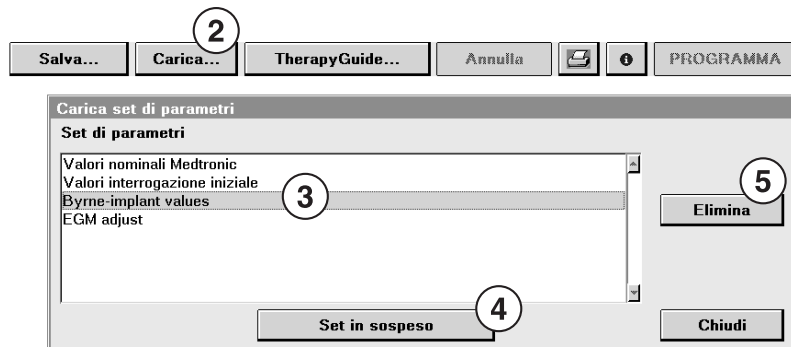 2
Salva... Carica... TherapyGuide... Annulla PROGRAMMA
Carica set di parametri
Set di parametri
Valori nominali Medtronic
Valori interrogazione iniziale
Byrne-implant values 3
EGM adjust
5
Elimina
4
Set in sospeso Chiudi